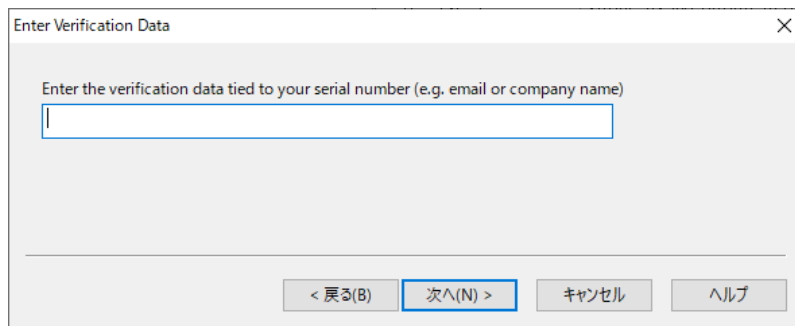 Enter Verification Data
Enter the verification data tied to your serial number (e.g. email or company name)
< 戻る(B) 次へ(N) > キャンセル ヘルプ